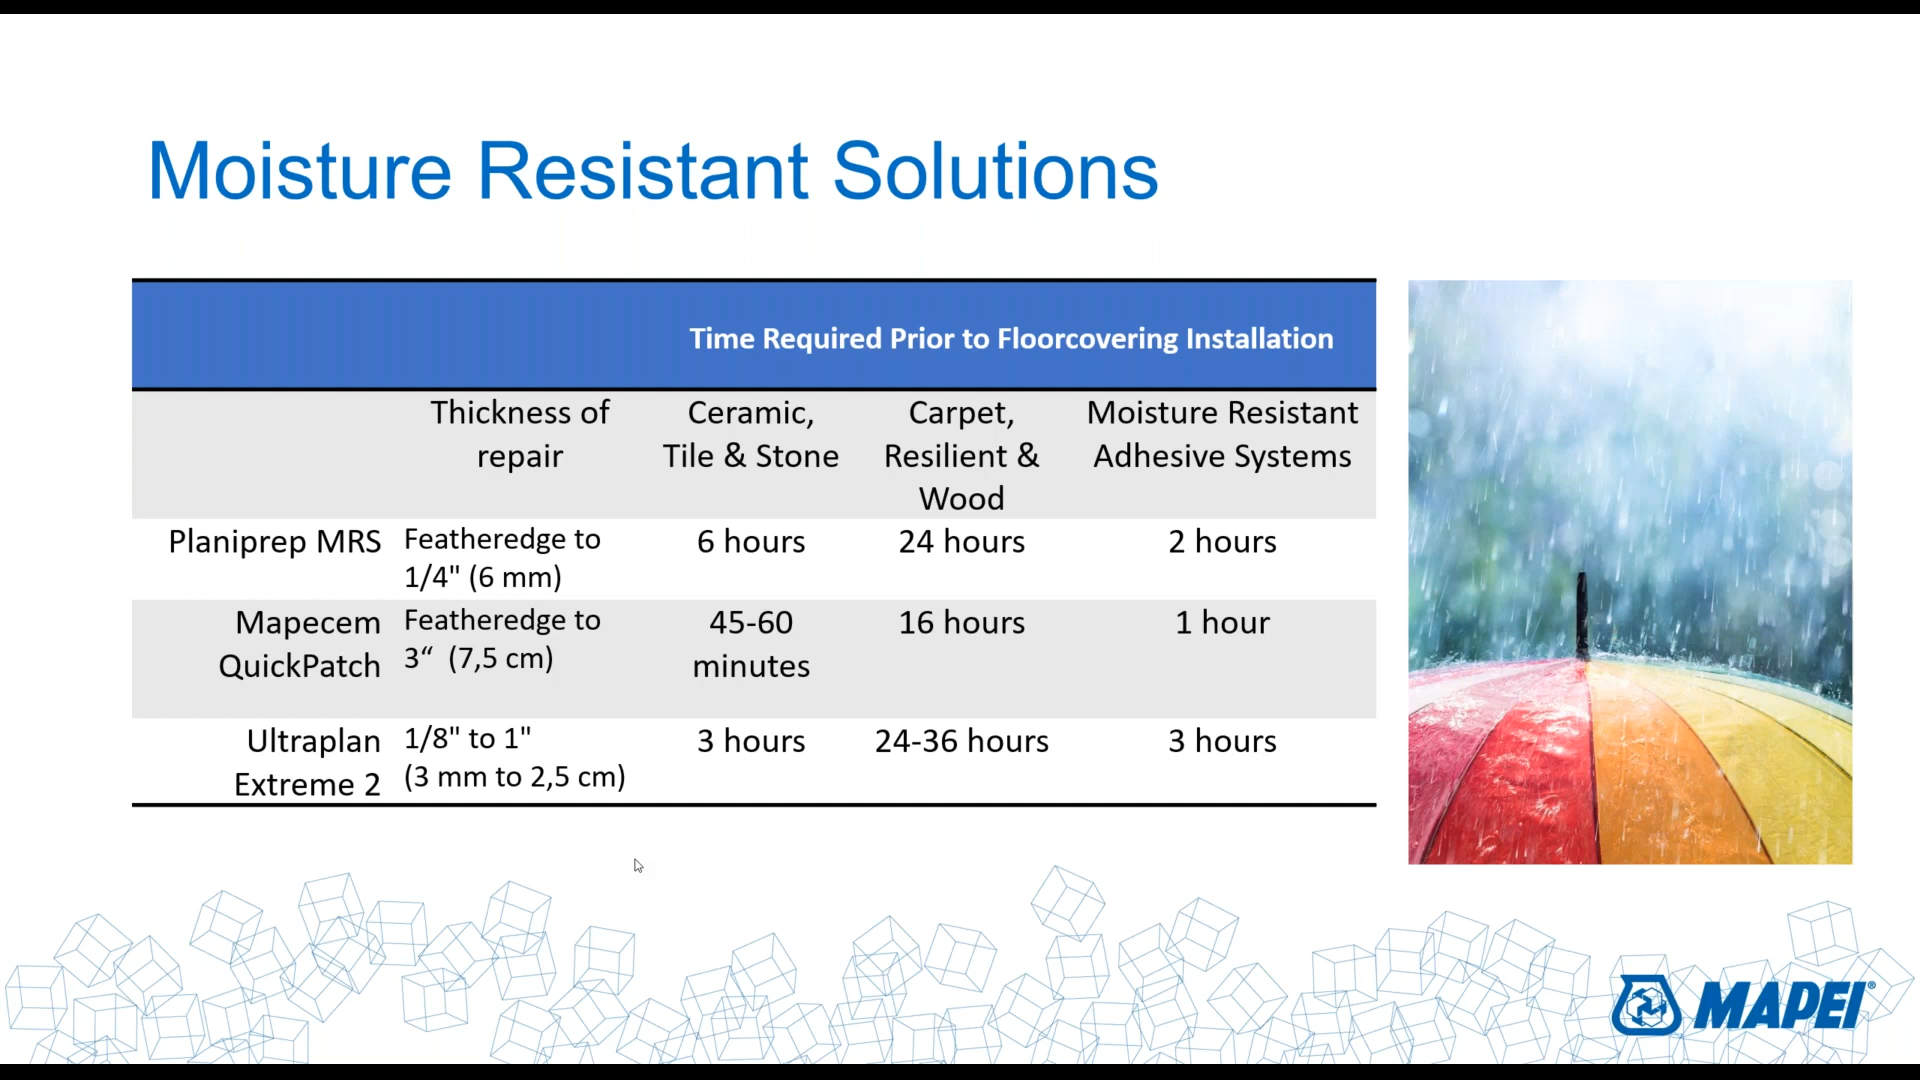 Moisture Resistant Solutions
Time Required Prior to Floorcovering Installation
Thickness of
repair
Ceramic,
Tile & Stone
Carpet,
Resilient &
Wood
Moisture Resistant
Adhesive Systems
Planiprep MRS
Featheredge to
1/4" (6 mm)
6 hours
24 hours
2 hours
Mapecem
QuickPatch
Featheredge to
3“ (7,5 cm)
45-60
minutes
16 hours
1 hour
Ultraplan
Extreme 2
1/8" to 1"
(3 mm to 2,5 cm)
3 hours
24-36 hours
3 hours
MAPEI®